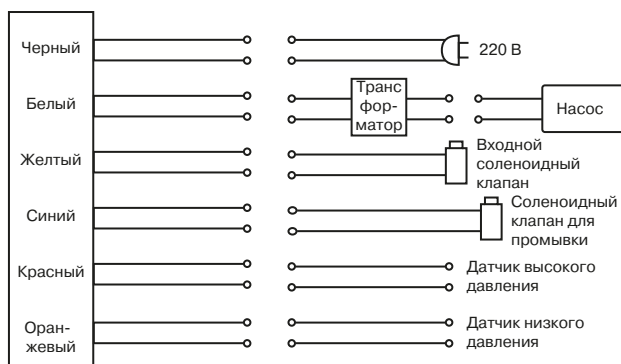 Черный
220 В
Белый
Транс
фор-
матор
Насос
Желтый
Входной
соленоидный
клапан
Синий
Соленоидный
клапан для
промывки
Красный
Датчик высокого
давления
Оран-
жевый
Датчик низкого
давления